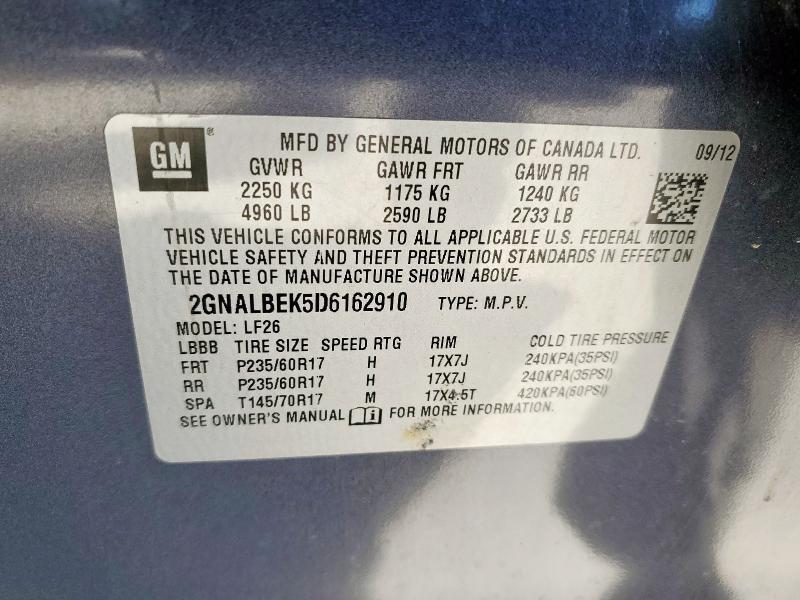 GM®
MFD BY GENERAL MOTORS OF CANADA LTD. 09/12
GVWR GAWR FRT GAWR RR
2250 KG 1175 KG 1240 KG
4960 LB 2590 LB 2733 LB
THIS VEHICLE CONFORMS TO ALL APPLICABLE U.S. FEDERAL MOTOR
VEHICLE SAFETY AND THEFT PREVENTION STANDARDS IN EFFECT ON
THE DATE OF MANUFACTURE SHOWN ABOVE.
2GNALBEK5D6162910 TYPE: M.P.V.
MODEL: LF26
LBBB TIRE SIZE SPEED RTG RIM COLD TIRE PRESSURE
FRT P235/60R17 H 17X7J 240KPA(35PSI)
RR P235/60R17 H 17X7J 240KPA(35PSI)
SPA T145/70R17 M 17X4.5T 420KPA(60PSI)
SEE OWNER'S MANUAL FOR MORE INFORMATION.